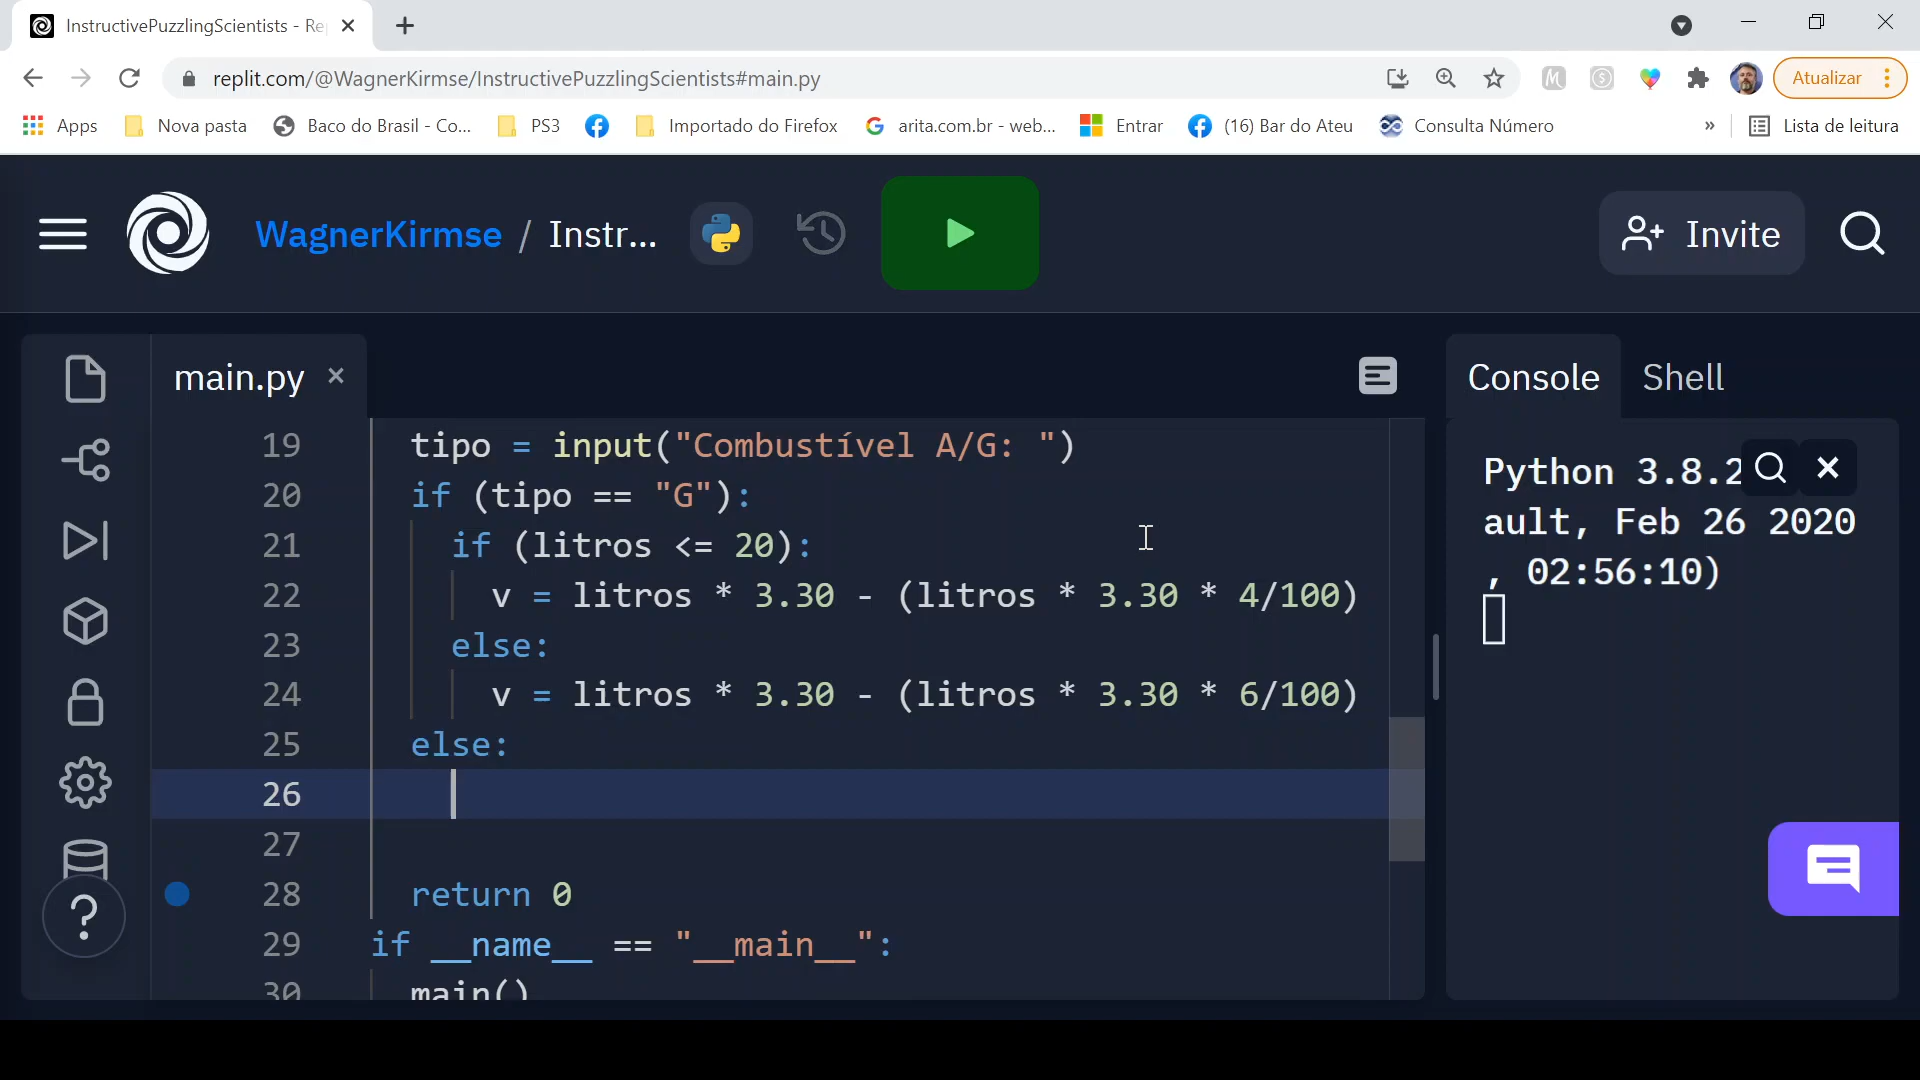 InstructivePuzzlingScientists - Re
replit.com/@WagnerKirmse/InstructivePuzzlingScientists#main.py
Atualizar
Apps
Nova pasta
Baco do Brasil - Co...
PS3
Importado do Firefox
arita.com.br - web...
Entrar
(16) Bar do Ateu
Consulta Número
»
Lista de leitura
WagnerKirmse / Instr...
Invite
main.py
Console
Shell
19 tipo = input("Combustível A/G: ")
20 if (tipo == "G"):
21 if (litros <= 20):
22 v = litros * 3.30 - (litros * 3.30 * 4/100)
23 else:
24 v = litros * 3.30 - (litros * 3.30 * 6/100)
25 else:
26
27
28 return 0
29 if __name__ == "__main__":
30 main()
Python 3.8.2
ault, Feb 26 2020
, 02:56:10)